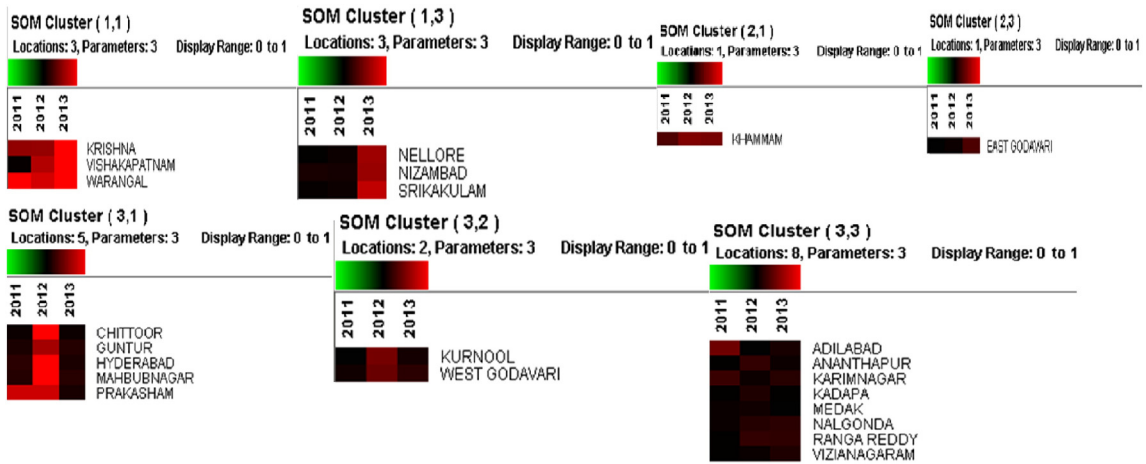 SOM Cluster ( 1,1 )
Locations: 3, Parameters: 3 Display Range: 0 to 1
2011 2012 2013
KRISHNA
VISHAKAPATNAM
WARANGAL
SOM Cluster ( 1,3 )
Locations: 3, Parameters: 3 Display Range: 0 to 1
2011 2012 2013
NELLORE
NIZAMBAD
SRIKAKULAM
SOM Cluster ( 2,1 )
Locations: 1, Parameters: 3 Display Range: 0 to 1
2011 2012 2013
KHAMMAM
SOM Cluster ( 2,3 )
Locations: 1, Parameters: 3 Display Range: 0 to 1
2011 2012 2013
EAST GODAVARI
SOM Cluster ( 3,1 )
Locations: 5, Parameters: 3 Display Range: 0 to 1
2011 2012 2013
CHITTOOR
GUNTUR
HYDERABAD
MAHBUBNAGAR
PRAKASHAM
SOM Cluster ( 3,2 )
Locations: 2, Parameters: 3 Display Range: 0 to 1
2011 2012 2013
KURNOOL
WEST GODAVARI
SOM Cluster ( 3,3 )
Locations: 8, Parameters: 3 Display Range: 0 to 1
2011 2012 2013
ADILABAD
ANANTHAPUR
KARIMNAGAR
KADAPA
MEDAK
NALGONDA
RANGA REDDY
VIZIANAGARAM